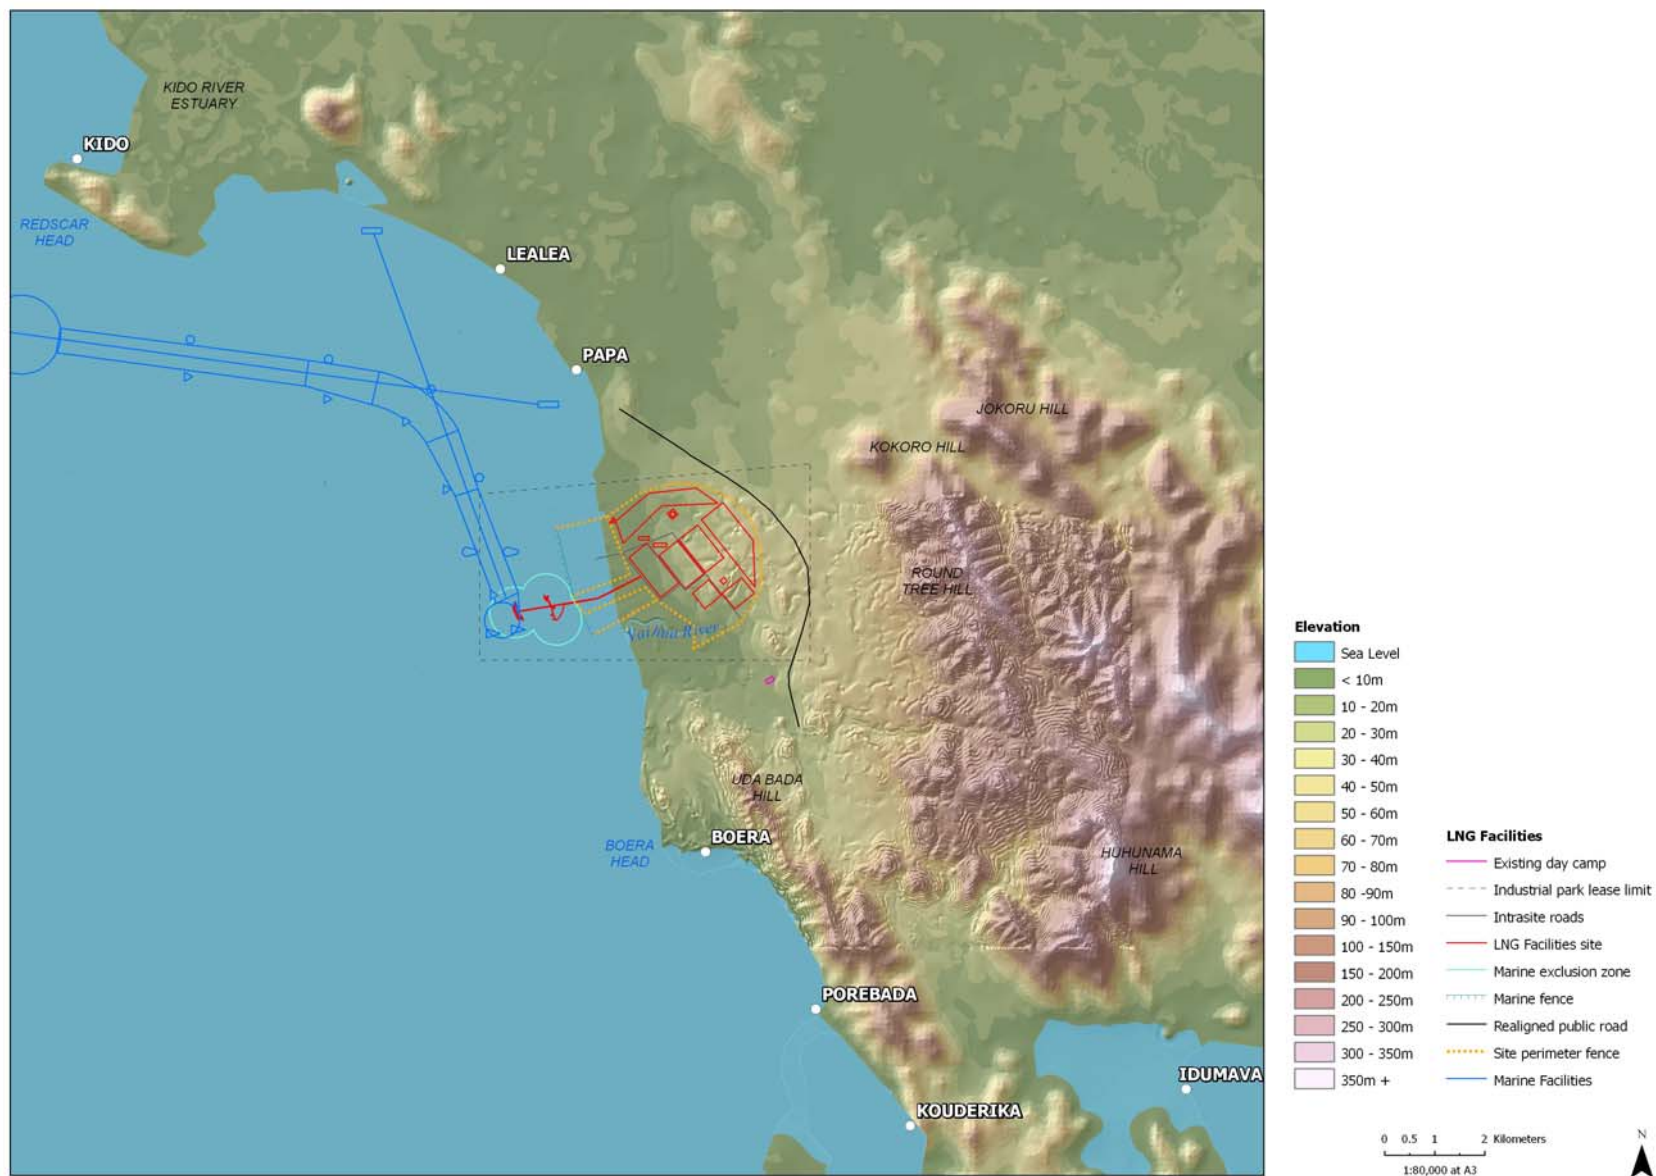 KIDO RIVER
ESTUARY
KIDO
REDSCAR
HEAD
LEALEA
PAPA
JOKORU HILL
KOKORO HILL
ROUND
TREE HILL
Vaihua River
UDA BADA
HILL
BOERA
BOERA
HEAD
HUHUNAMA
HILL
POREBADA
IDUMAVA
KOUDERIKA
Elevation
Sea Level
< 10m
10 - 20m
20 - 30m
30 - 40m
40 - 50m
50 - 60m
60 - 70m
70 - 80m
80 -90m
90 - 100m
100 - 150m
150 - 200m
200 - 250m
250 - 300m
300 - 350m
350m +
LNG Facilities
Existing day camp
Industrial park lease limit
Intrasite roads
LNG Facilities site
Marine exclusion zone
Marine fence
Realigned public road
Site perimeter fence
Marine Facilities
0 0.5 1 2 Kilometers
1:80,000 at A3
N